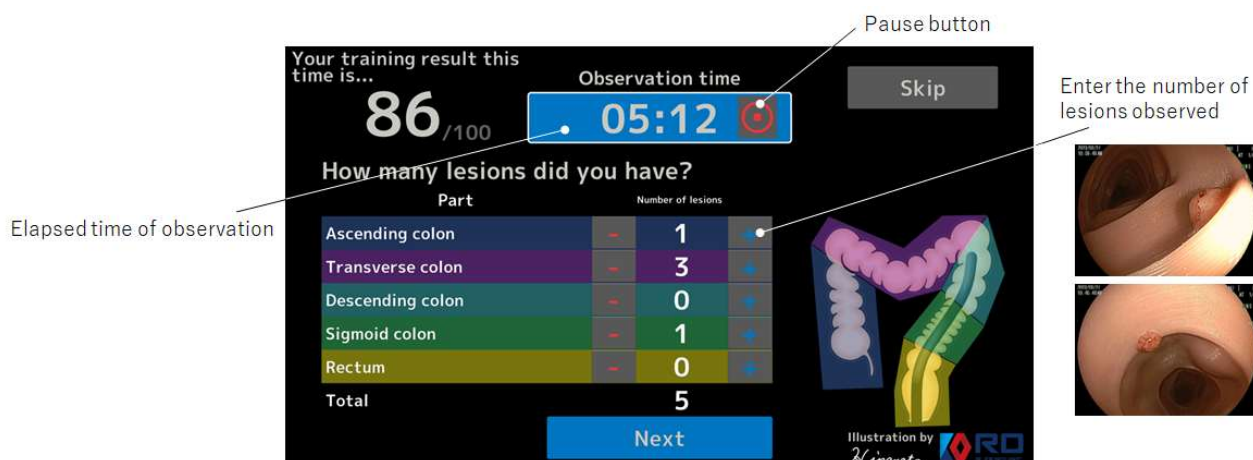 Pause button
Your training result this
time is...
86/100
Observation time
05:12
Skip
Enter the number of
lesions observed
How many lesions did you have?
Part
Number of lesions
Elapsed time of observation
Ascending colon - 1 +
Transverse colon - 3 +
Descending colon - 0 +
Sigmoid colon - 1 +
Rectum - 0 +
Total 5
Next
Illustration by